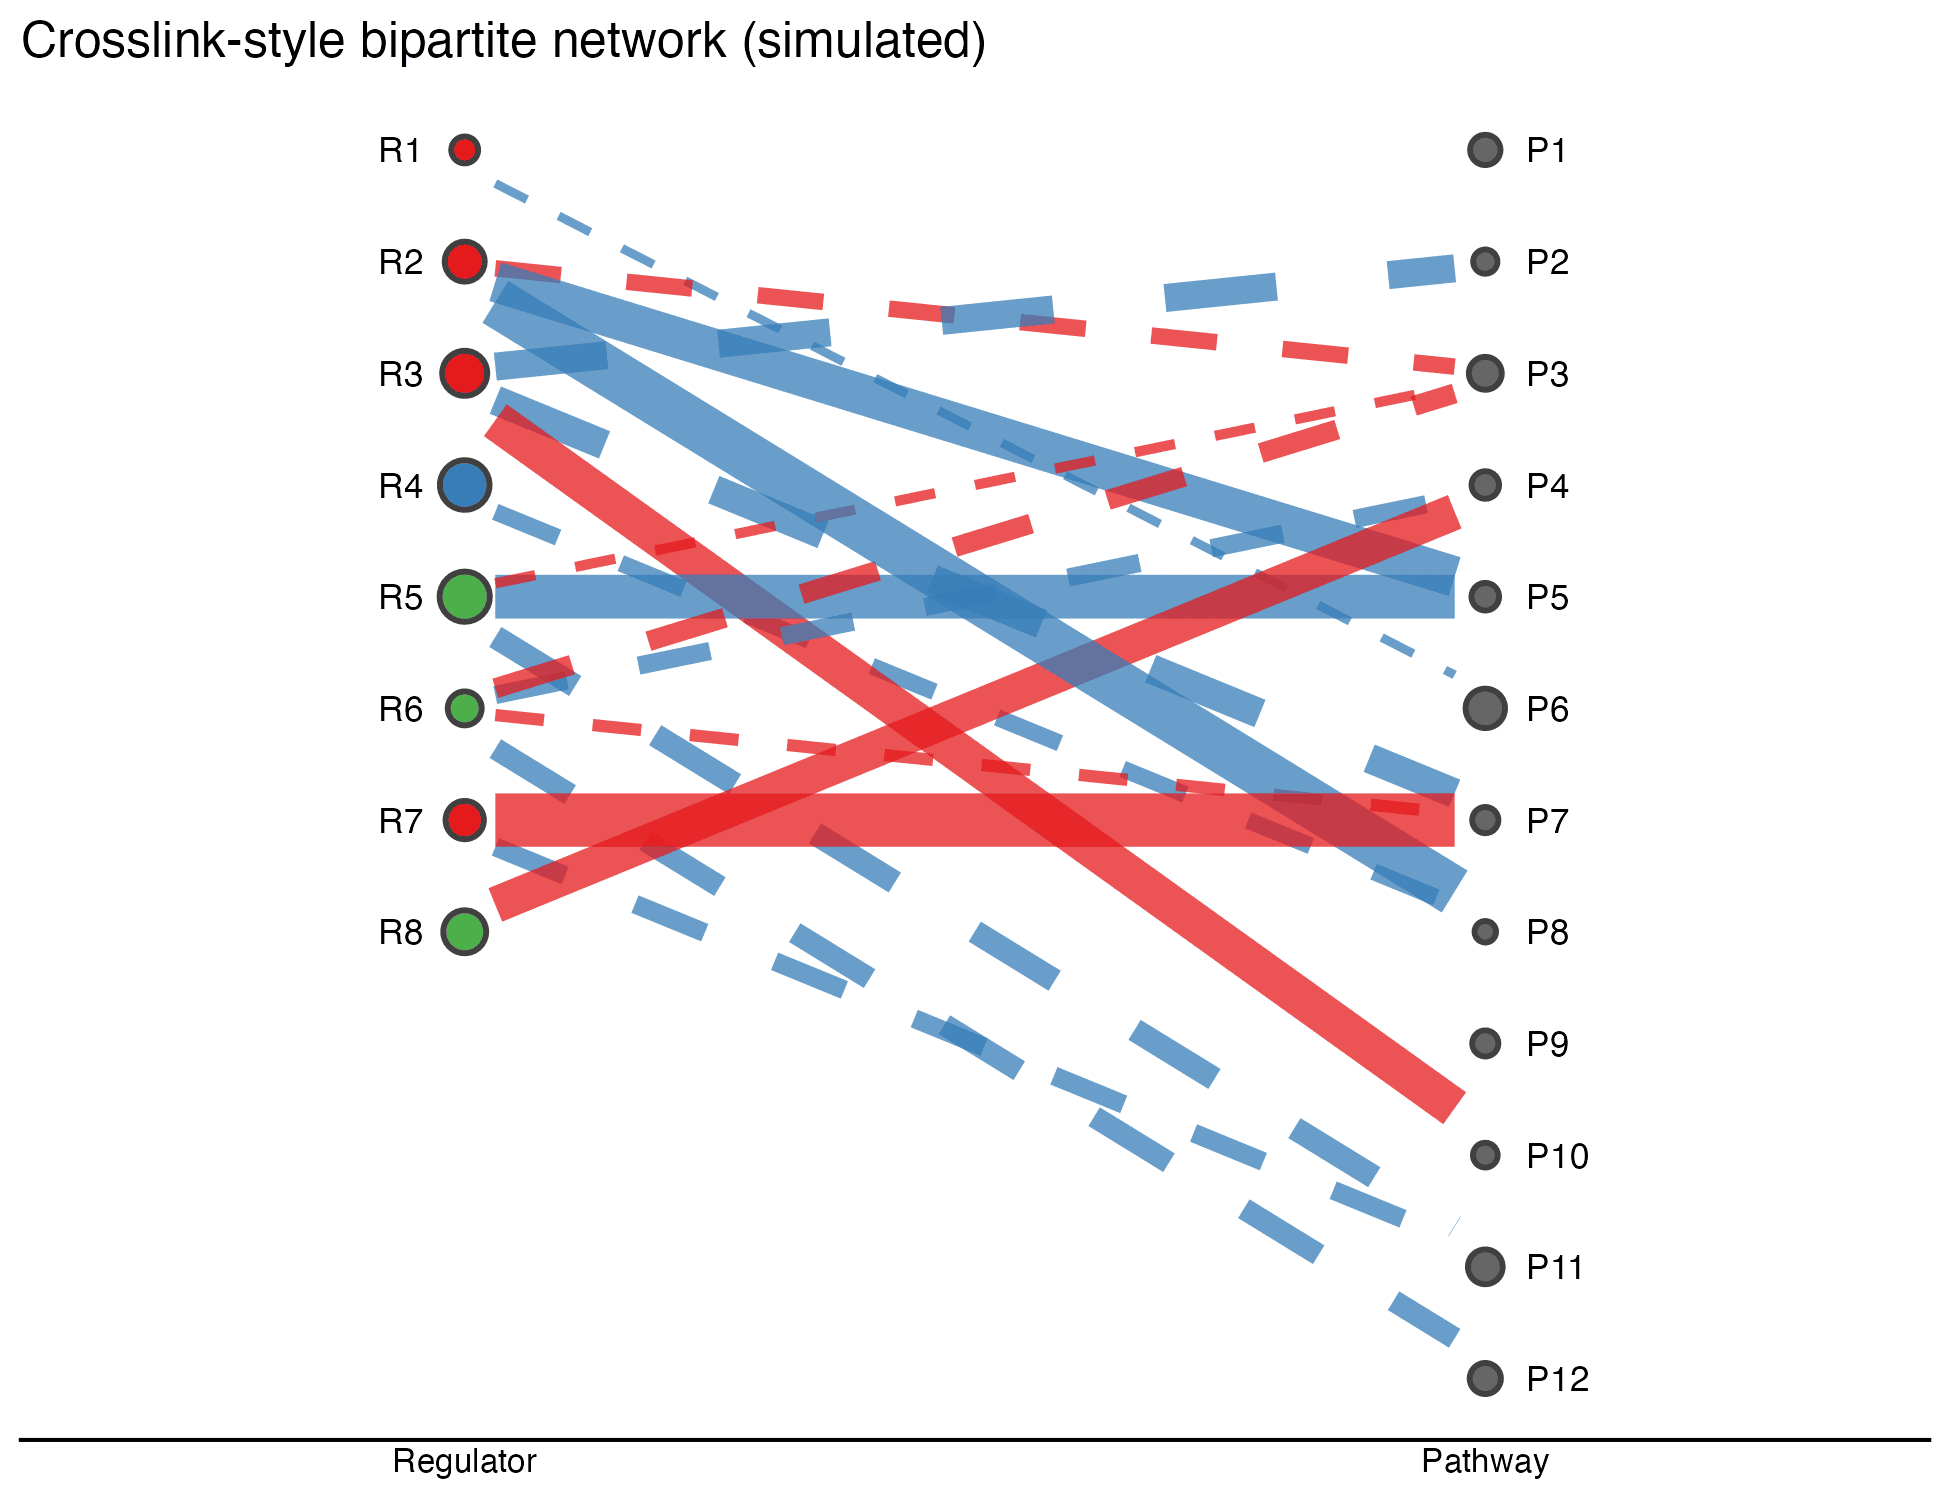 Crosslink-style bipartite network (simulated)
R1
P1
R2
P2
R3
P3
R4
P4
R5
P5
R6
P6
R7
P7
R8
P8
P9
P10
P11
P12
Regulator
Pathway